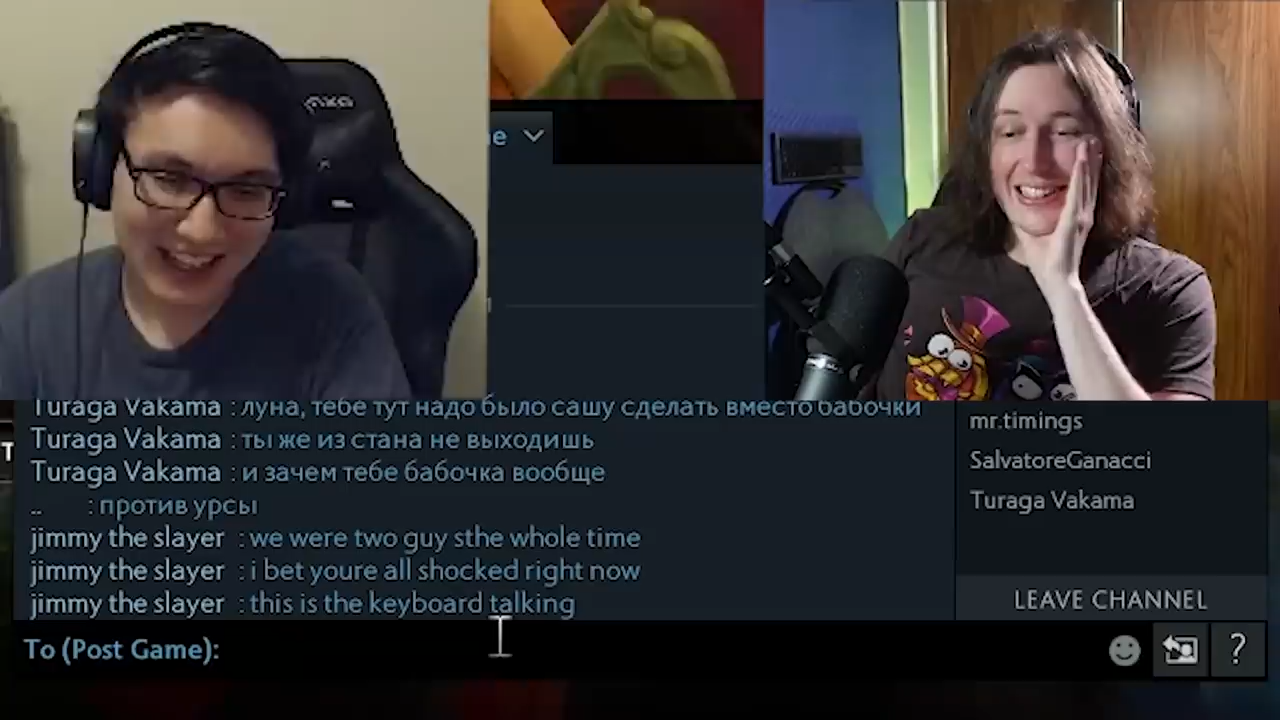 e
Turaga Vakama : луна, тебе тут надо было сашу сделать вместо бабочки
Turaga Vakama : ты же из стана не выходишь
Turaga Vakama : и зачем тебе бабочка вообще
.. : против урсы
jimmy the slayer : we were two guy sthe whole time
jimmy the slayer : i bet youre all shocked right now
jimmy the slayer : this is the keyboard talking
To (Post Game):
mr.timings
SalvatoreGanacci
Turaga Vakama
LEAVE CHANNEL
?
T